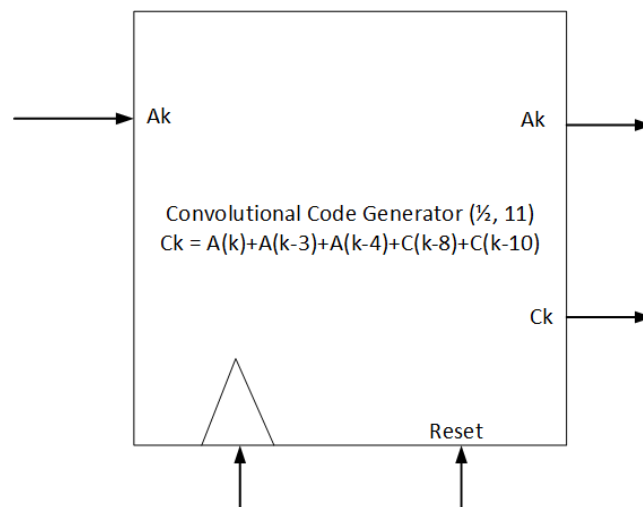 Ak
Ak
Convolutional Code Generator (½, 11)
Ck = A(k)+A(k-3)+A(k-4)+C(k-8)+C(k-10)
Ck
Reset